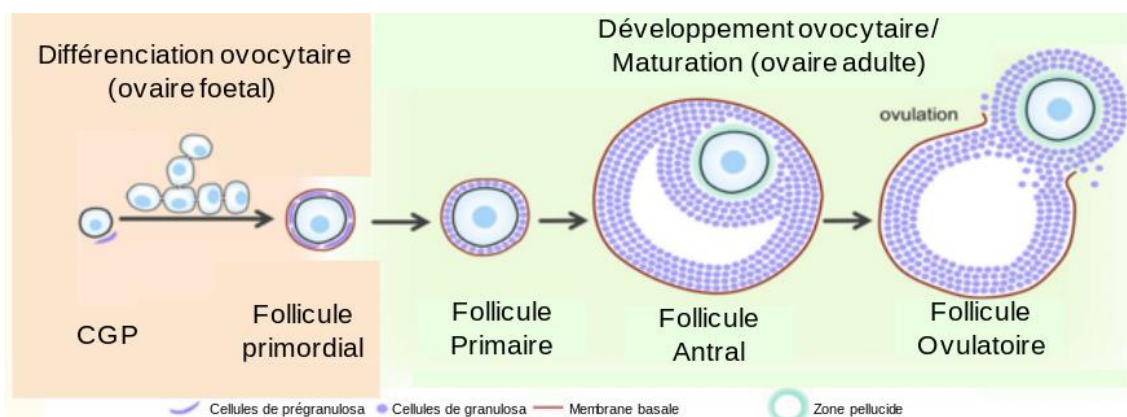 Différenciation ovocytaire
(ovaire foetal)
Développement ovocytaire/
Maturation (ovaire adulte)
ovulation
CGP
Follicule
primordial
Follicule
Primaire
Follicule
Antral
Follicule
Ovulatoire
Cellules de prégranulosa
Cellules de granulosa
Membrane basale
Zone pellucide